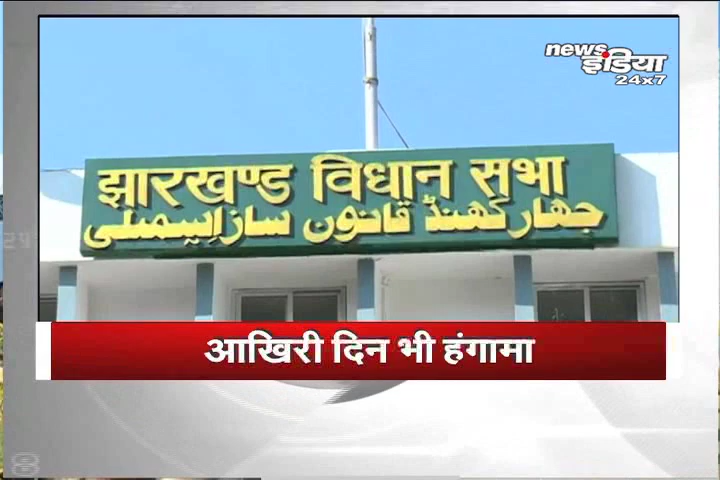 news
इंडिया
24x7
झारखण्ड विधान सभा
جھارکھنڈ قانون ساز اسمبلی
आखिरी दिन भी हंगामा